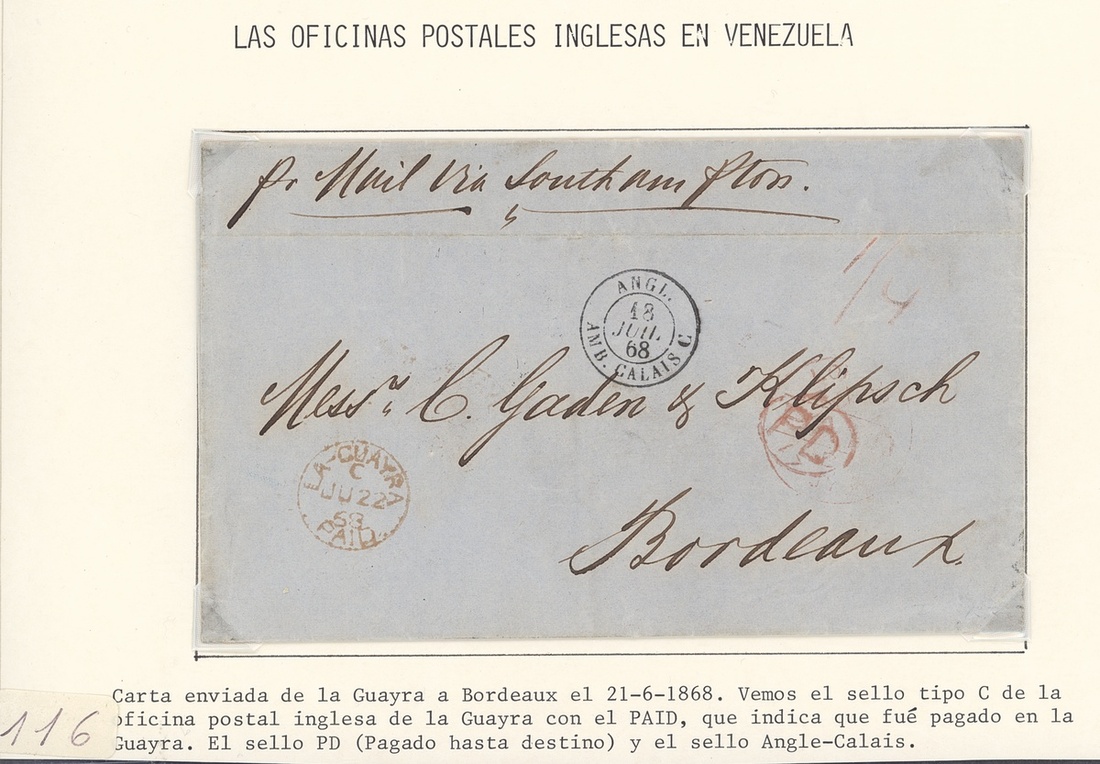 LAS OFICINAS POSTALES INGLESAS EN VENEZUELA
pr Mail via Southampton.
1/4
ANGL.
18
JUIL.
68
AMB. CALAIS C
Messrs. C. Gaden & Klipsch
PD
LA-GUAYRA
C
JU 22
68
PAID
Bordeaux.
Carta enviada de la Guayra a Bordeaux el 21-6-1868. Vemos el sello tipo C de la
oficina postal inglesa de la Guayra con el PAID, que indica que fué pagado en la
Guayra. El sello PD (Pagado hasta destino) y el sello Angle-Calais.
116